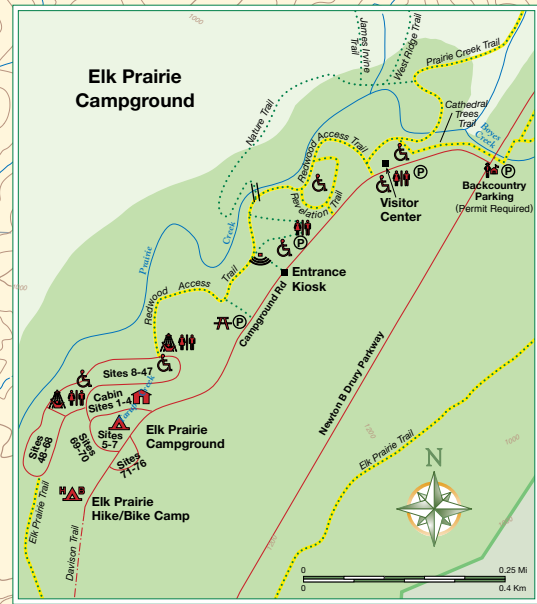 1000
Elk Prairie
Campground
James Irvine
Trail
West Ridge Trail
Prairie Creek Trail
Nature Trail
Cathedral
Trees
Trail
Boyes
Creek
Redwood Access Trail
Revelation Trail
P
P
Backcountry
Parking
(Permit Required)
Visitor
Center
Prairie
Creek
P
Entrance
Kiosk
Redwood Access Trail
P
Campground Rd
Sites 8-47
Cabin
Sites 1-4
Creek
Sites
5-7
Elk Prairie
Campground
Sites
48-68
Sites
69-70
Sites
71-76
H B
Elk Prairie
Hike/Bike Camp
Elk Prairie Trail
Davison Trail
Newton B Drury Parkway
1200
Elk Prairie Trail
1000
N
0 0.25 Mi
0 0.4 Km